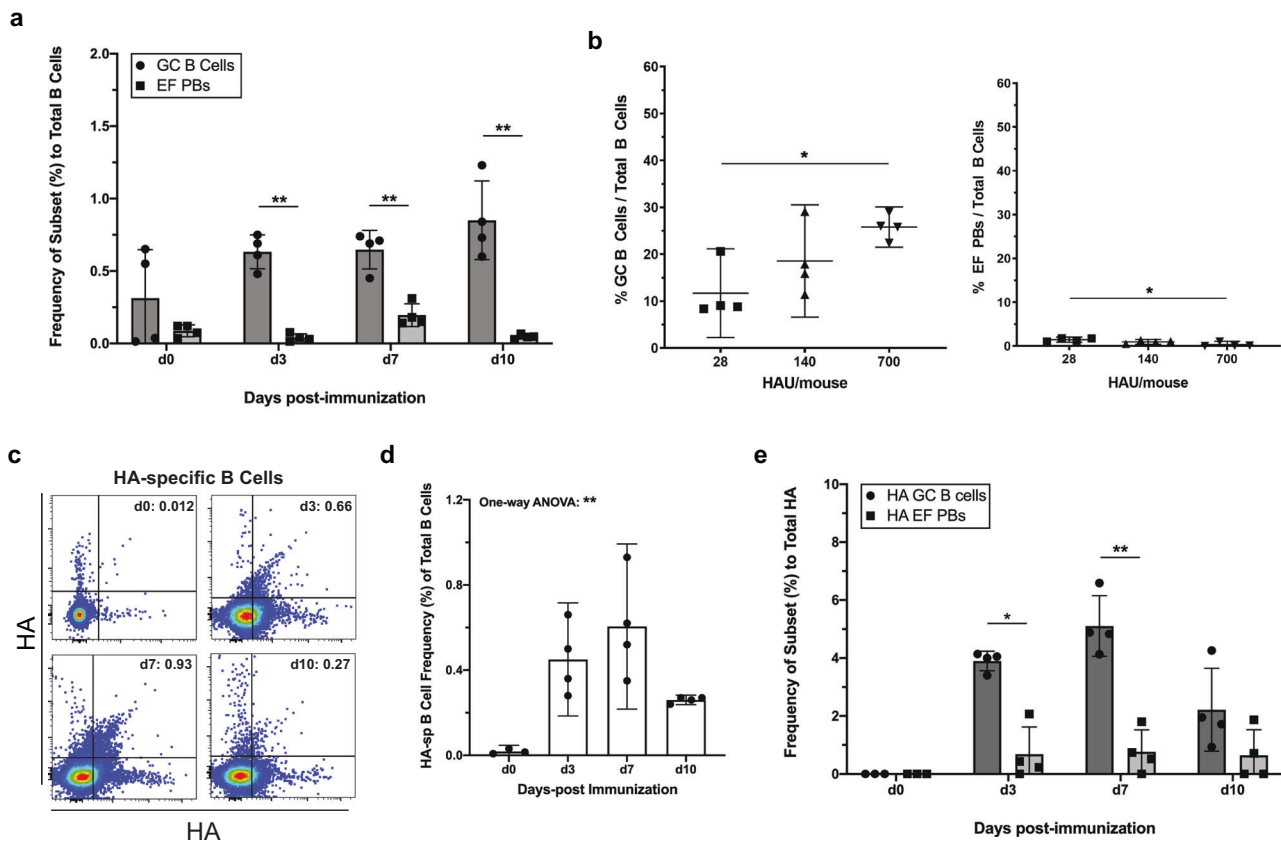 a
Frequency of Subset (%) to Total B Cells
2.0
1.5
1.0
0.5
0.0
GC B Cells
EF PBs
**
**
**
d0 d3 d7 d10
Days post-immunization
b
% GC B Cells / Total B Cells
60
50
40
30
20
10
0
*
28 140 700
HAU/mouse
% EF PBs / Total B Cells
60
50
40
30
20
10
0
*
28 140 700
HAU/mouse
c
HA-specific B Cells
d0: 0.012 d3: 0.66
d7: 0.93 d10: 0.27
HA
HA
d
HA-sp B Cell Frequency (%) of Total B Cells
One-way ANOVA: **
1.2
0.8
0.4
0.0
d0 d3 d7 d10
Days-post Immunization
e
Frequency of Subset (%) to Total HA
10
8
6
4
2
0
HA GC B cells
HA EF PBs
*
**
d0 d3 d7 d10
Days post-immunization